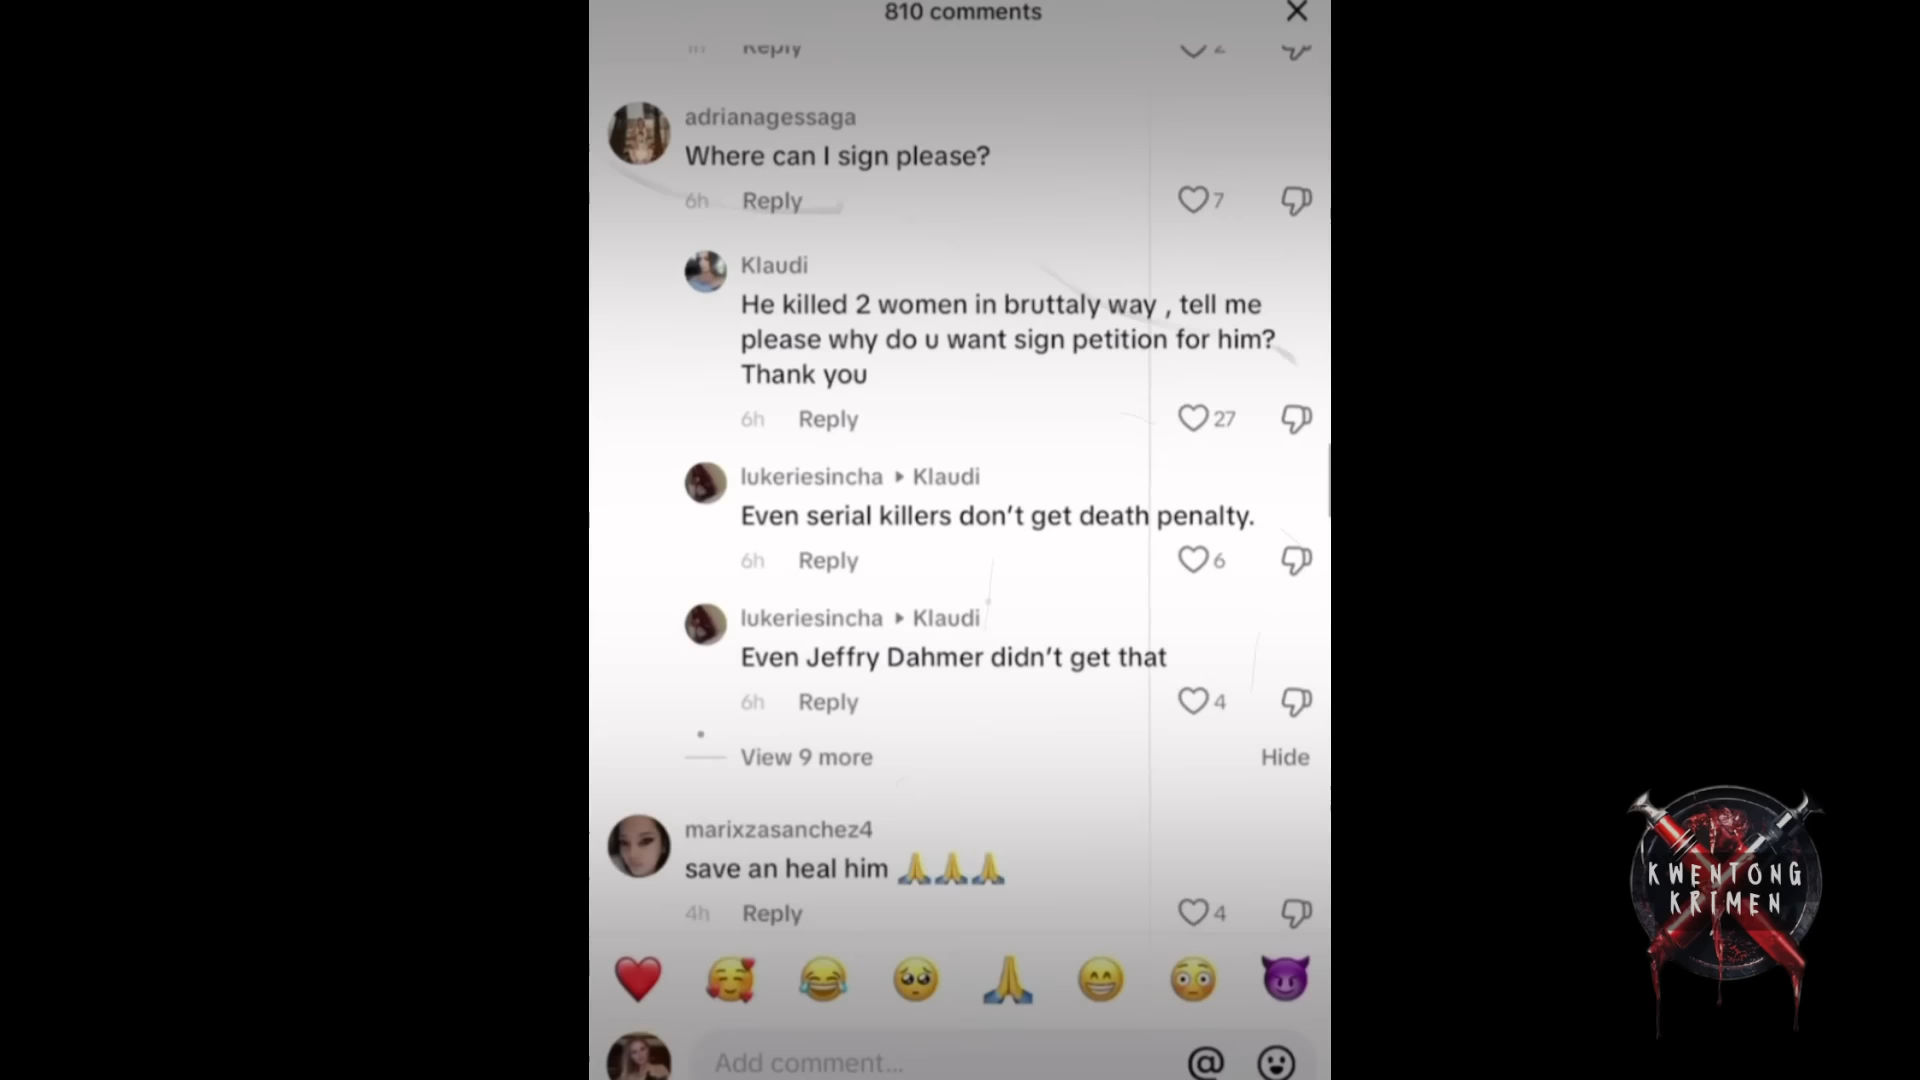 810 comments
Reply
2
adrianagessaga
Where can I sign please?
6h Reply 7
Klaudi
He killed 2 women in bruttaly way , tell me
please why do u want sign petition for him?
Thank you
6h Reply 27
lukeriesincha ▸ Klaudi
Even serial killers don’t get death penalty.
6h Reply 6
lukeriesincha ▸ Klaudi
Even Jeffry Dahmer didn’t get that
6h Reply 4
View 9 more Hide
marixzasanchez4
save an heal him 🙏🙏🙏
4h Reply 4
Add comment... @
KWENTONG
KRIMEN